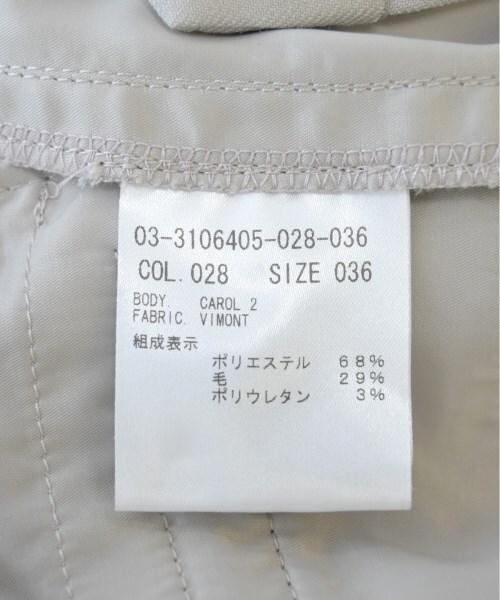 03-3106405-028-036
COL. 028 SIZE 036
BODY. CAROL 2
FABRIC. VIMONT
組成表示
ポリエステル 68%
毛 29%
ポリウレタン 3%